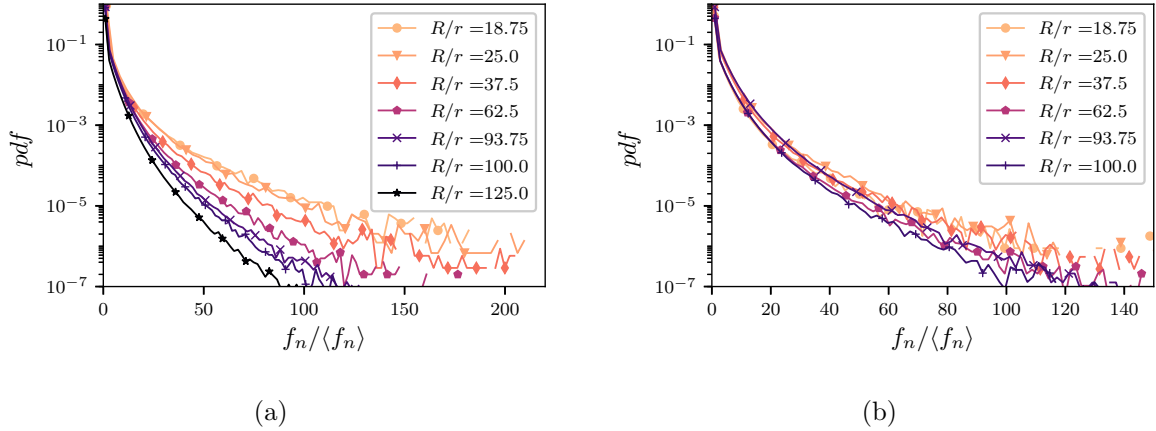 R/r =18.75
R/r =25.0
R/r =37.5
R/r =62.5
R/r =93.75
R/r =100.0
R/r =125.0
10⁻¹
10⁻³
10⁻⁵
10⁻⁷
pdf
0 50 100 150 200
f_n/⟨f_n⟩
(a)
R/r =18.75
R/r =25.0
R/r =37.5
R/r =62.5
R/r =93.75
R/r =100.0
10⁻¹
10⁻³
10⁻⁵
10⁻⁷
pdf
0 20 40 60 80 100 120 140
f_n/⟨f_n⟩
(b)